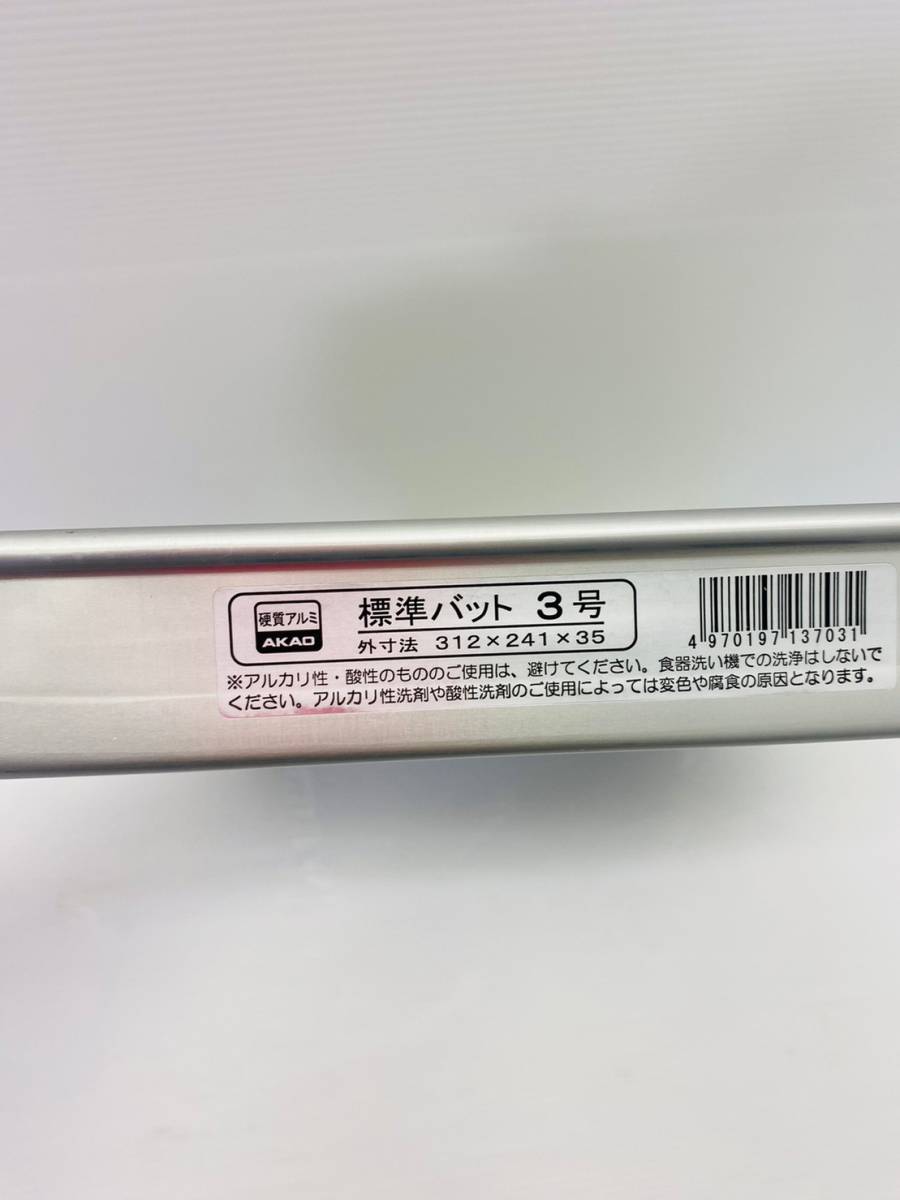 硬質アルミ
AKAO
標準バット 3号
外寸法 312×241×35
4 970197 137031
※アルカリ性・酸性のもののご使用は、避けてください。食器洗い機での洗浄はしないで
ください。アルカリ性洗剤や酸性洗剤のご使用によっては変色や腐食の原因となります。